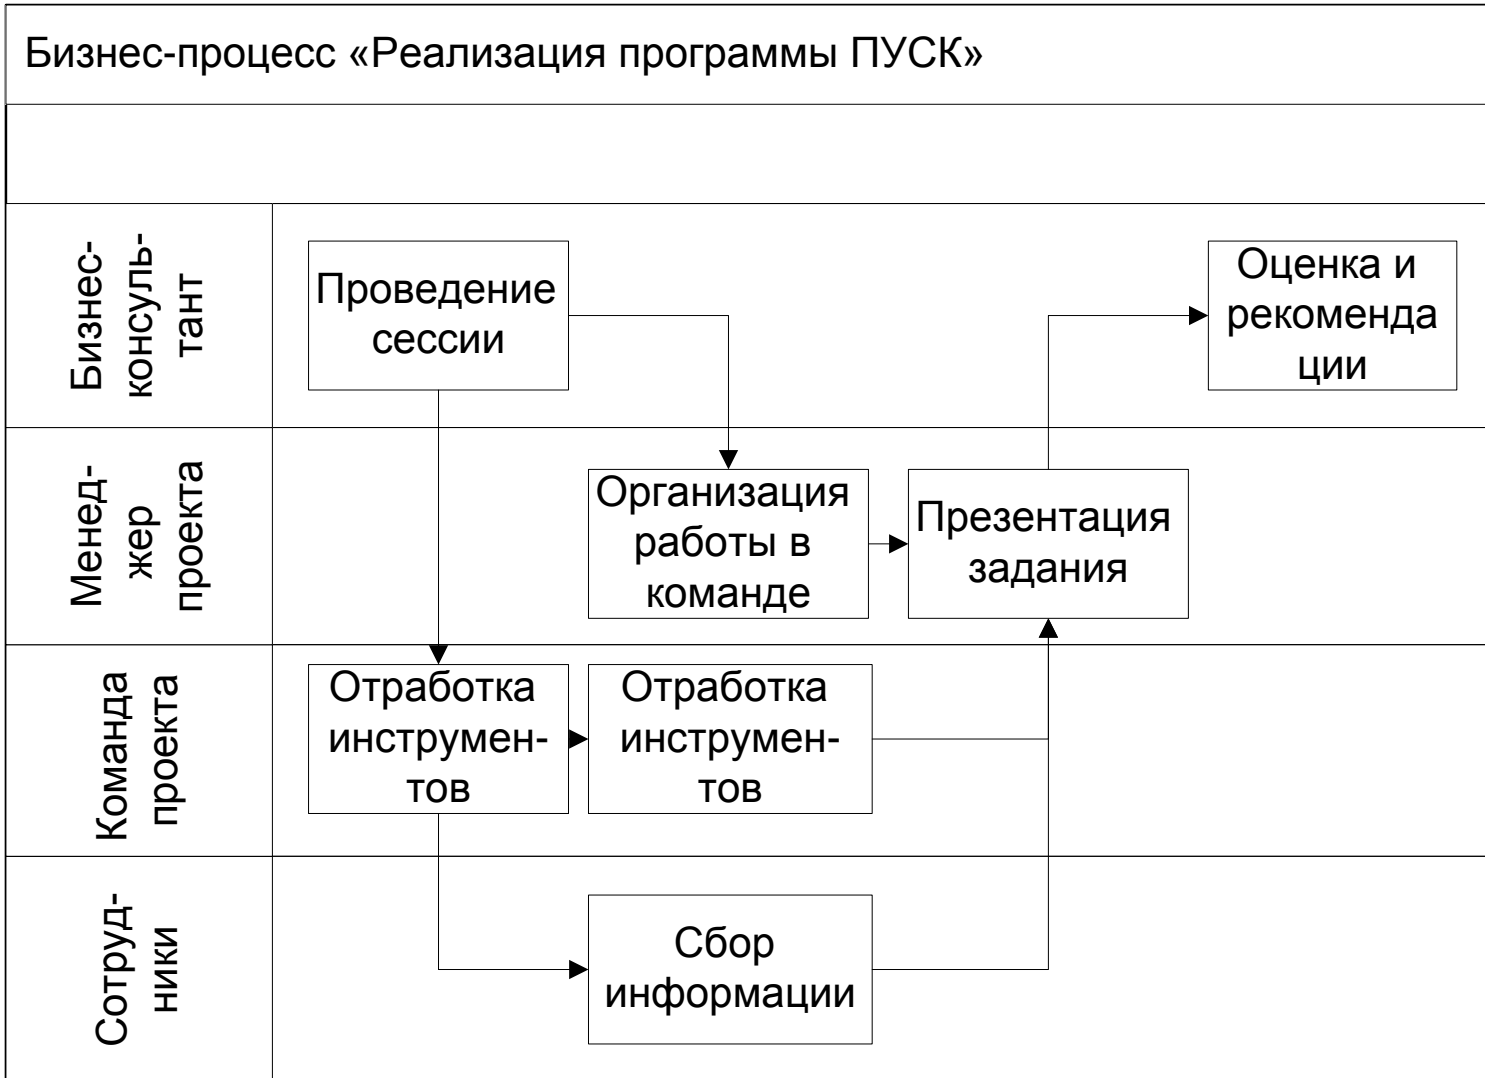 Бизнес-процесс «Реализация программы ПУСК»
Бизнес-
консуль-
тант
Проведение
сессии
Оценка и
рекоменда
ции
Менед-
жер
проекта
Организация
работы в
команде
Презентация
задания
Команда
проекта
Отработка
инструмен-
тов
Отработка
инструмен-
тов
Сотруд-
ники
Сбор
информации